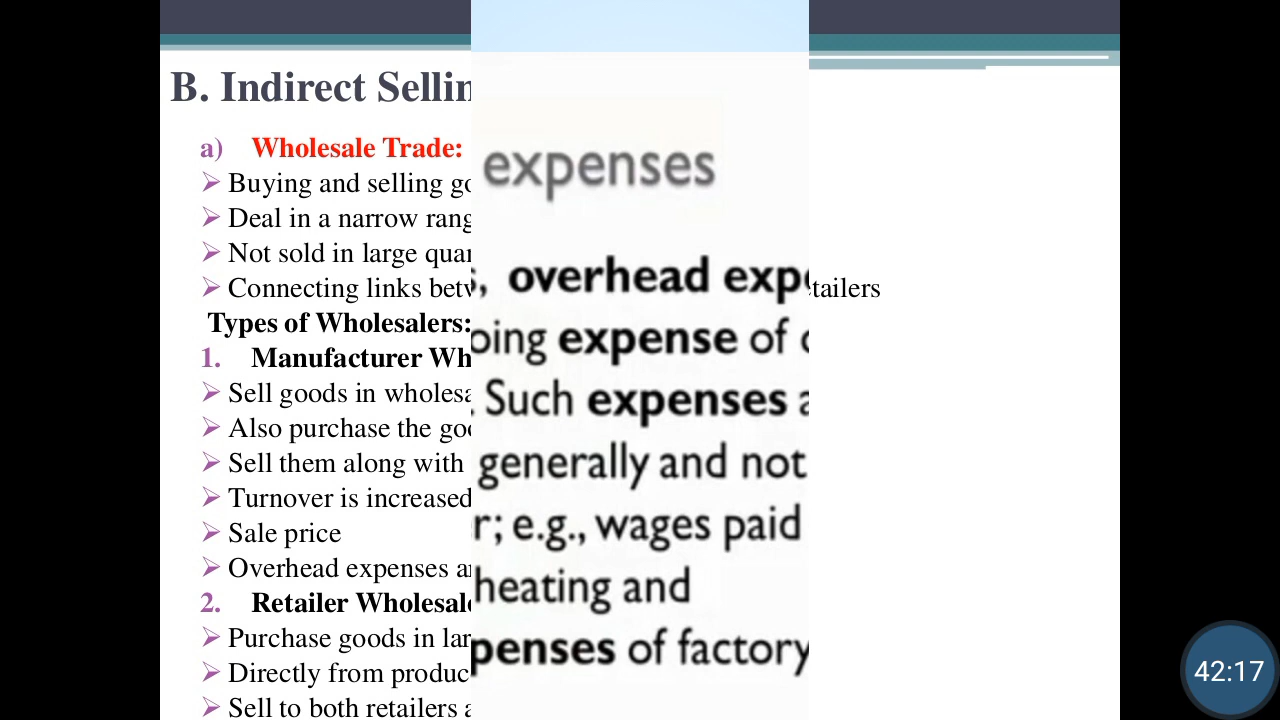 B. Indirect Sellin
a) Wholesale Trade:
➢ Buying and selling go
➢ Deal in a narrow rang
➢ Not sold in large quan
➢ Connecting links betw
tailers
Types of Wholesalers:
1. Manufacturer Wh
➢ Sell goods in wholesa
➢ Also purchase the goo
➢ Sell them along with
➢ Turnover is increased
➢ Sale price
➢ Overhead expenses a
2. Retailer Wholesale
➢ Purchase goods in lar
➢ Directly from produc
➢ Sell to both retailers a
expenses
s, overhead exp
oing expense of
. Such expenses a
generally and not
r; e.g., wages paid
heating and
penses of factory
42:17